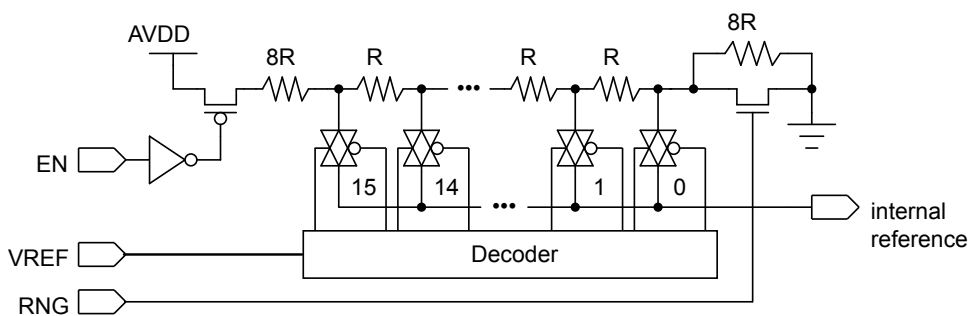 8R
AVDD
8R
R
R
R
•••
EN
15
14
1
0
•••
internal
reference
VREF
Decoder
RNG